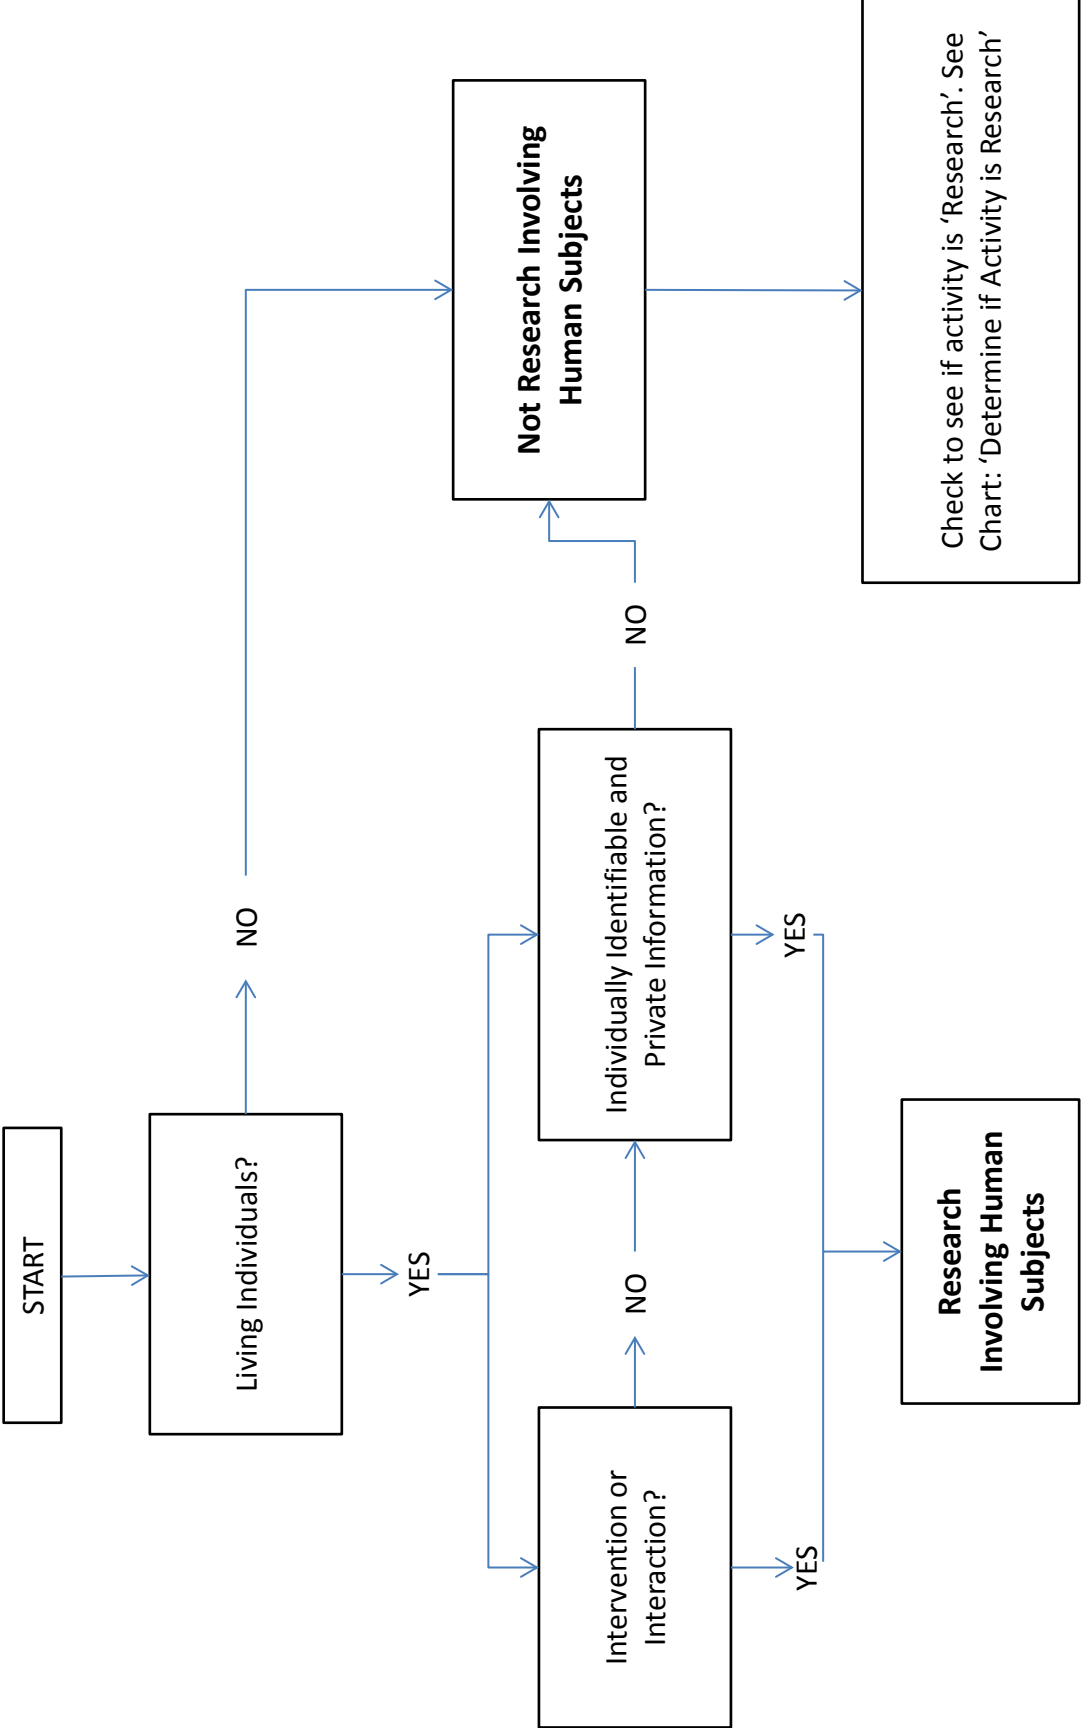 START
Living Individuals?
NO
YES
Intervention or
Interaction?
NO
Individually Identifiable and
Private Information?
NO
Not Research Involving
Human Subjects
YES
YES
Research
Involving Human
Subjects
Check to see if activity is ‘Research’. See
Chart: ‘Determine if Activity is Research’